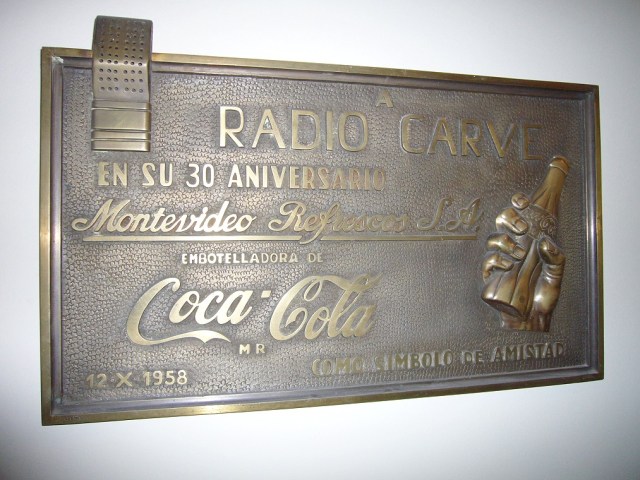 A
RADIO CARVE
EN SU 30 ANIVERSARIO
Montevideo Refrescos S.A
EMBOTELLADORA DE
Coca-Cola
MR
COMO SIMBOLO DE AMISTAD
12-X-1958